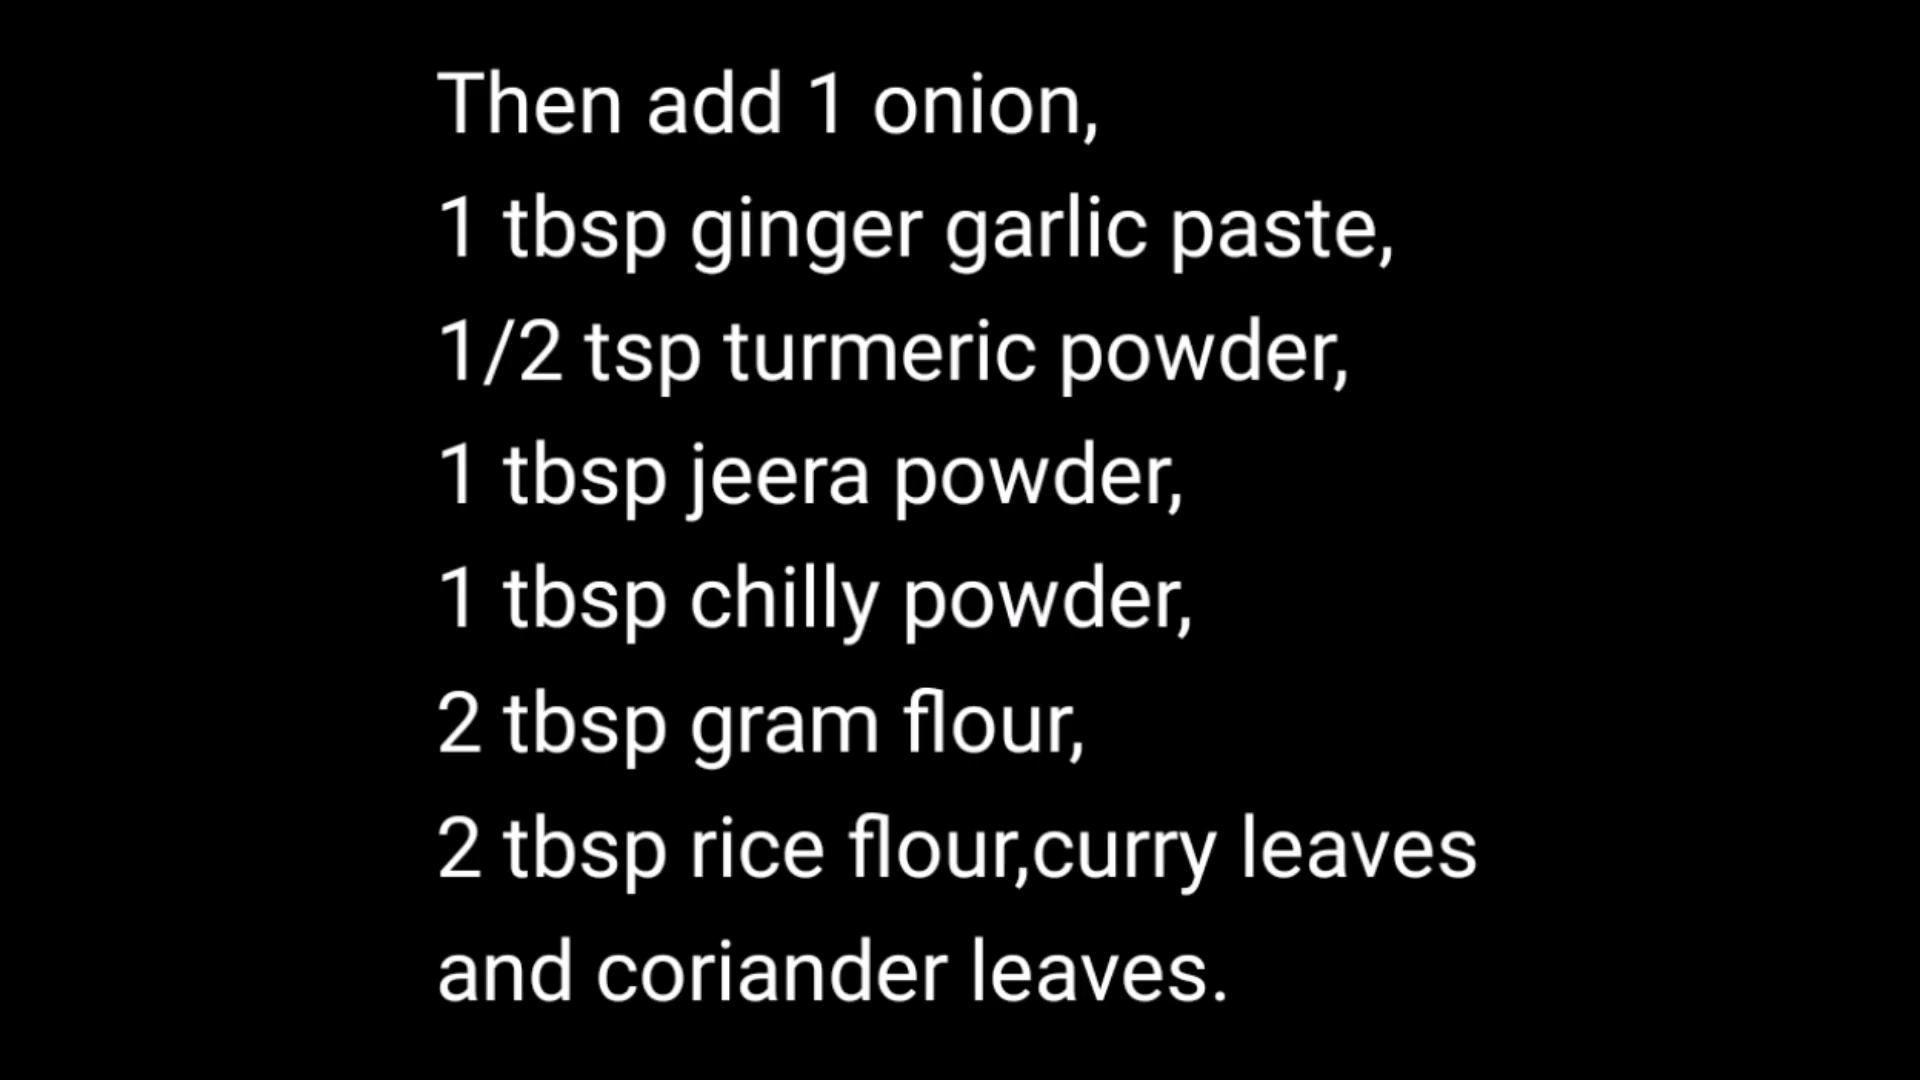 Then add 1 onion,
1 tbsp ginger garlic paste,
1/2 tsp turmeric powder,
1 tbsp jeera powder,
1 tbsp chilly powder,
2 tbsp gram flour,
2 tbsp rice flour,curry leaves
and coriander leaves.